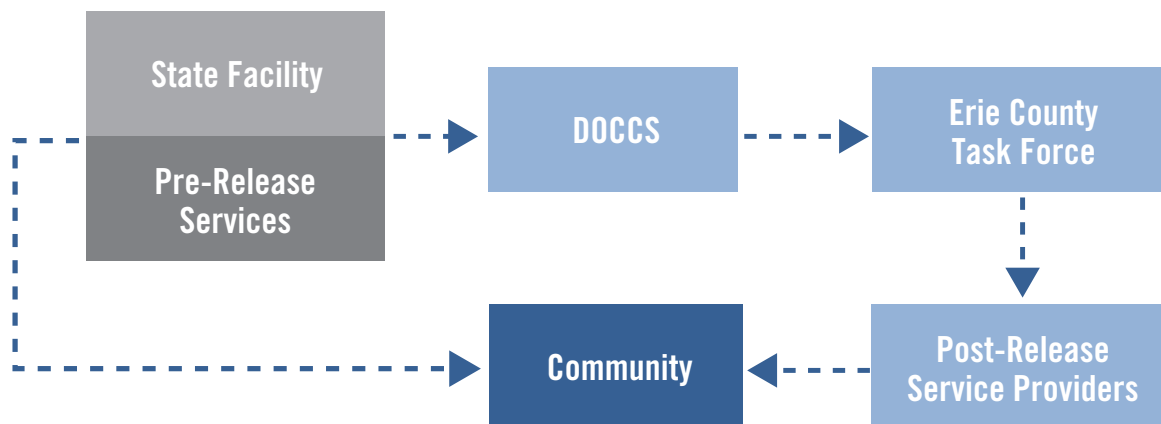 State Facility
Pre-Release
Services
DOCCS
Erie County
Task Force
Community
Post-Release
Service Providers